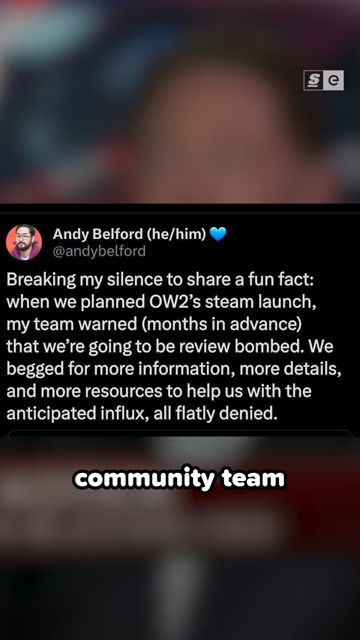 S e
Andy Belford (he/him) 💙
@andybelford
Breaking my silence to share a fun fact:
when we planned OW2's steam launch,
my team warned (months in advance)
that we're going to be review bombed. We
begged for more information, more details,
and more resources to help us with the
anticipated influx, all flatly denied.
community team